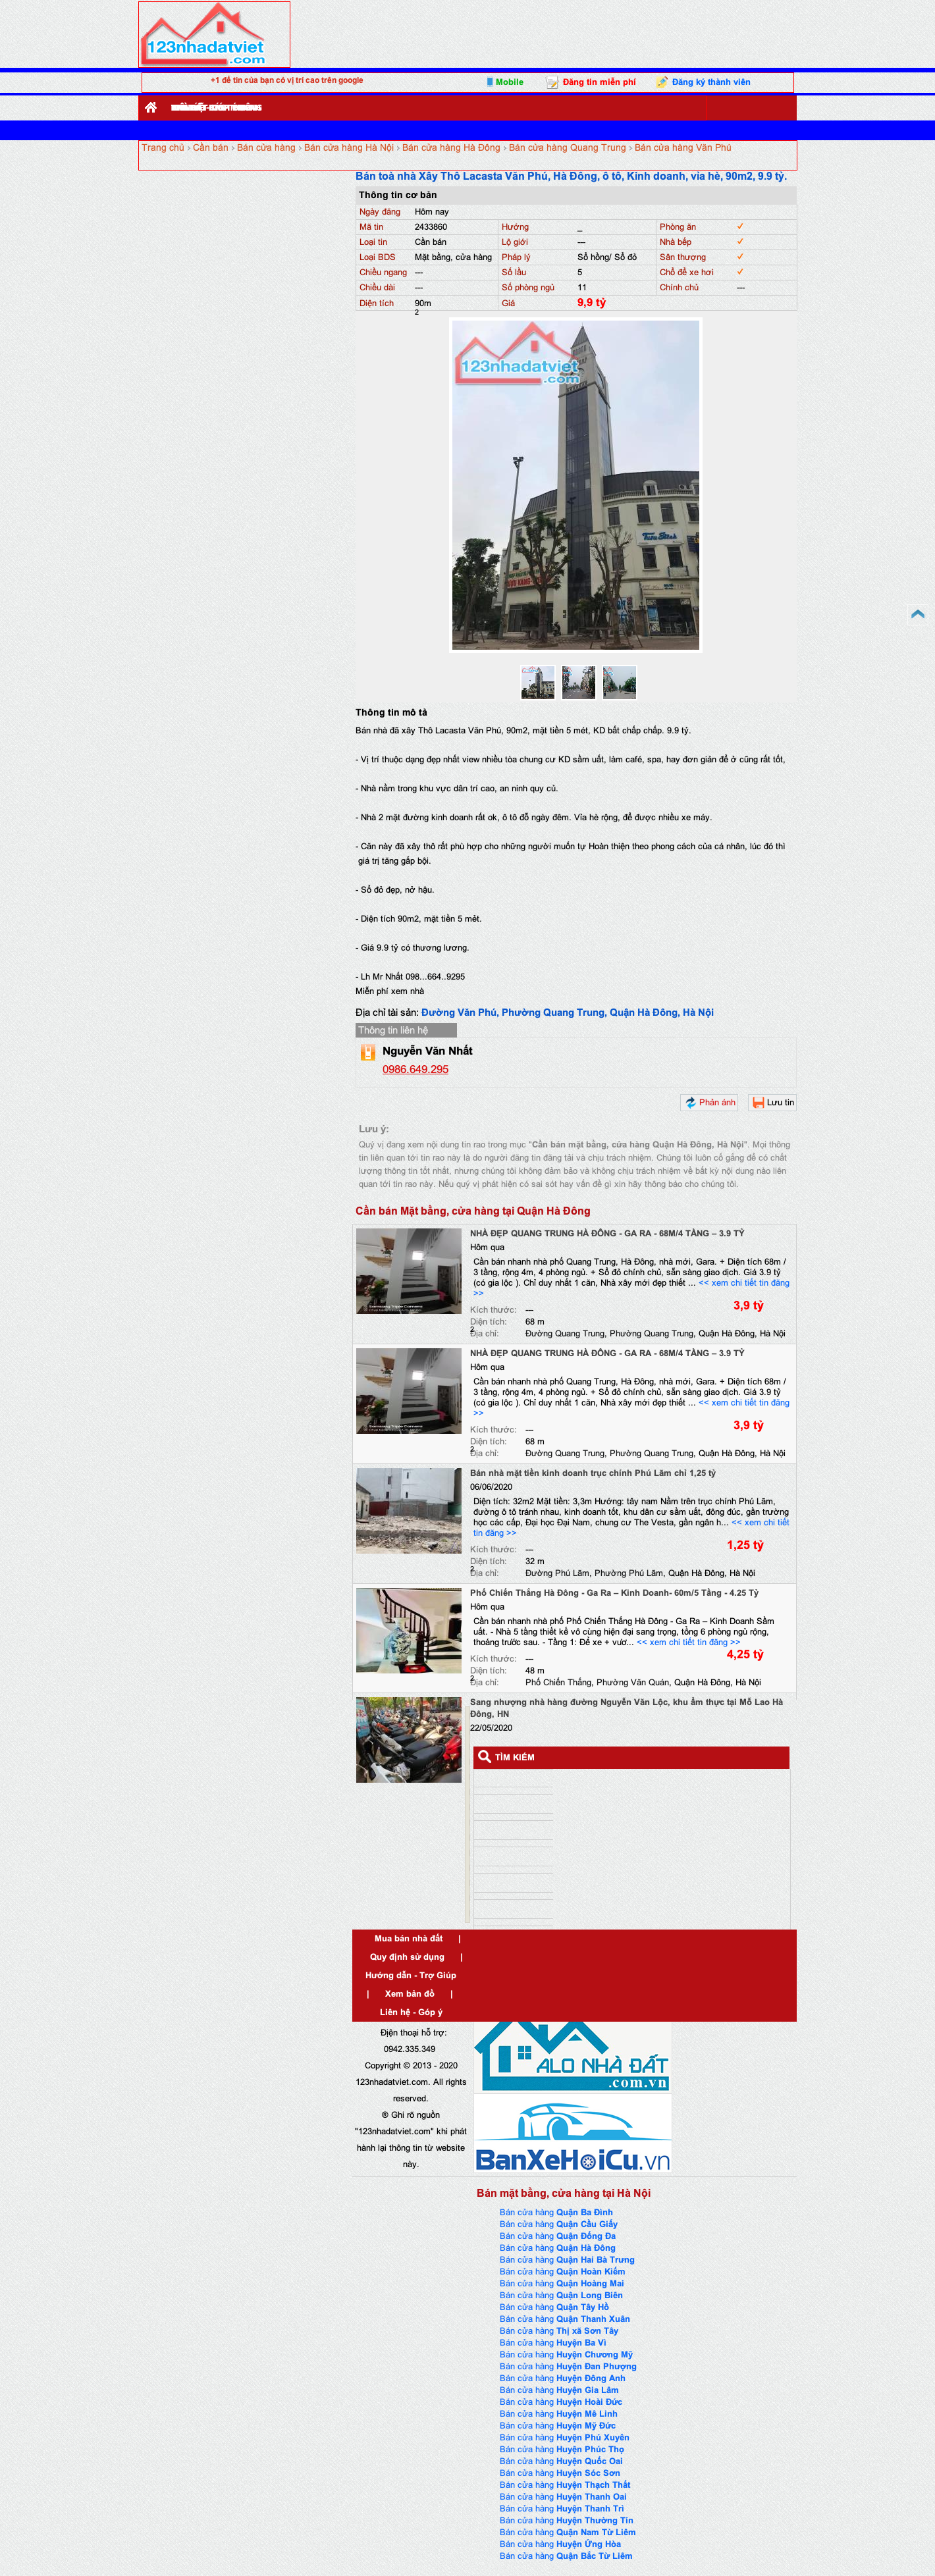 123nhadatviet
.com
+1 để tin của bạn có vị trí cao trên google
Mobile
Đăng tin miễn phí
Đăng ký thành viên
Trang chủ › Cần bán › Bán cửa hàng › Bán cửa hàng Hà Nội › Bán cửa hàng Hà Đông › Bán cửa hàng Quang Trung › Bán cửa hàng Văn Phú
Bán toà nhà Xây Thô Lacasta Văn Phú, Hà Đông, ô tô, Kinh doanh, vỉa hè, 90m2, 9.9 tỷ.
Thông tin cơ bản
Ngày đăng Hôm nay
Mã tin 2433860 Hướng _ Phòng ăn
Loại tin Cần bán Lộ giới --- Nhà bếp
Loại BDS Mặt bằng, cửa hàng Pháp lý Sổ hồng/ Sổ đỏ Sân thượng
Chiều ngang --- Số lầu 5 Chổ để xe hơi
Chiều dài --- Số phòng ngủ 11 Chính chủ ---
Diện tích 90m2 Giá 9,9 tỷ
123nhadatviet
.com
Thông tin mô tả
Bán nhà đã xây Thô Lacasta Văn Phú, 90m2, mặt tiền 5 mét, KD bất chấp chấp. 9.9 tỷ.
- Vị trí thuộc dạng đẹp nhất view nhiều tòa chung cư KD sầm uất, làm café, spa, hay đơn giản để ở cũng rất tốt,
- Nhà nằm trong khu vực dân trí cao, an ninh quy củ.
- Nhà 2 mặt đường kinh doanh rất ok, ô tô đỗ ngày đêm. Vỉa hè rộng, để được nhiều xe máy.
- Căn này đã xây thô rất phù hợp cho những người muốn tự Hoàn thiện theo phong cách của cá nhân, lúc đó thì
giá trị tăng gấp bội.
- Sổ đỏ đẹp, nở hậu.
- Diện tích 90m2, mặt tiền 5 mét.
- Giá 9.9 tỷ có thương lương.
- Lh Mr Nhất 098...664..9295
Miễn phí xem nhà
Địa chỉ tài sản: Đường Văn Phú, Phường Quang Trung, Quận Hà Đông, Hà Nội
Thông tin liên hệ
Nguyễn Văn Nhất
0986.649.295
Phản ánh
Lưu tin
Lưu ý:
Quý vị đang xem nội dung tin rao trong mục "Cần bán mặt bằng, cửa hàng Quận Hà Đông, Hà Nội". Mọi thông
tin liên quan tới tin rao này là do người đăng tin đăng tải và chịu trách nhiệm. Chúng tôi luôn cố gắng để có chất
lượng thông tin tốt nhất, nhưng chúng tôi không đảm bảo và không chịu trách nhiệm về bất kỳ nội dung nào liên
quan tới tin rao này. Nếu quý vị phát hiện có sai sót hay vấn đề gì xin hãy thông báo cho chúng tôi.
Cần bán Mặt bằng, cửa hàng tại Quận Hà Đông
NHÀ ĐẸP QUANG TRUNG HÀ ĐÔNG - GA RA - 68M/4 TẦNG – 3.9 TỶ
Hôm qua
Cần bán nhanh nhà phố Quang Trung, Hà Đông, nhà mới, Gara. + Diện tích 68m /
3 tầng, rộng 4m, 4 phòng ngủ. + Sổ đỏ chính chủ, sẵn sàng giao dịch. Giá 3.9 tỷ
(có gia lộc ). Chỉ duy nhất 1 căn, Nhà xây mới đẹp thiết ... << xem chi tiết tin đăng
>>
3,9 tỷ
Kích thước: ---
Diện tích: 68 m2
Địa chỉ: Đường Quang Trung, Phường Quang Trung, Quận Hà Đông, Hà Nội
NHÀ ĐẸP QUANG TRUNG HÀ ĐÔNG - GA RA - 68M/4 TẦNG – 3.9 TỶ
Hôm qua
Cần bán nhanh nhà phố Quang Trung, Hà Đông, nhà mới, Gara. + Diện tích 68m /
3 tầng, rộng 4m, 4 phòng ngủ. + Sổ đỏ chính chủ, sẵn sàng giao dịch. Giá 3.9 tỷ
(có gia lộc ). Chỉ duy nhất 1 căn, Nhà xây mới đẹp thiết ... << xem chi tiết tin đăng
>>
3,9 tỷ
Kích thước: ---
Diện tích: 68 m2
Địa chỉ: Đường Quang Trung, Phường Quang Trung, Quận Hà Đông, Hà Nội
Bán nhà mặt tiền kinh doanh trục chính Phú Lãm chỉ 1,25 tỷ
06/06/2020
Diện tích: 32m2 Mặt tiền: 3,3m Hướng: tây nam Nằm trên trục chính Phú Lãm,
đường ô tô tránh nhau, kinh doanh tốt, khu dân cư sầm uất, đông đúc, gần trường
học các cấp, Đại học Đại Nam, chung cư The Vesta, gần ngân h... << xem chi tiết
tin đăng >>
1,25 tỷ
Kích thước: ---
Diện tích: 32 m2
Địa chỉ: Đường Phú Lãm, Phường Phú Lãm, Quận Hà Đông, Hà Nội
Phố Chiến Thắng Hà Đông - Ga Ra – Kinh Doanh- 60m/5 Tầng - 4.25 Tỷ
Hôm qua
Cần bán nhanh nhà phố Phố Chiến Thắng Hà Đông - Ga Ra – Kinh Doanh Sầm
uất. - Nhà 5 tầng thiết kế vô cùng hiện đại sang trọng, tổng 6 phòng ngủ rộng,
thoáng trước sau. - Tầng 1: Để xe + vườ... << xem chi tiết tin đăng >>
4,25 tỷ
Kích thước: ---
Diện tích: 48 m2
Địa chỉ: Phố Chiến Thắng, Phường Văn Quán, Quận Hà Đông, Hà Nội
Sang nhượng nhà hàng đường Nguyễn Văn Lộc, khu ẩm thực tại Mỗ Lao Hà
Đông, HN
22/05/2020
TÌM KIẾM
Mua bán nhà đất |
Quy định sử dụng |
Hướng dẫn - Trợ Giúp
| Xem bản đồ |
Liên hệ - Góp ý
Điện thoại hỗ trợ:
0942.335.349
Copyright © 2013 - 2020
123nhadatviet.com. All rights
reserved.
® Ghi rõ nguồn
"123nhadatviet.com" khi phát
hành lại thông tin từ website
này.
ALO NHÀ ĐẤT
.com.vn
BanXeHoiCu.vn
Bán mặt bằng, cửa hàng tại Hà Nội
Bán cửa hàng Quận Ba Đình
Bán cửa hàng Quận Cầu Giấy
Bán cửa hàng Quận Đống Đa
Bán cửa hàng Quận Hà Đông
Bán cửa hàng Quận Hai Bà Trưng
Bán cửa hàng Quận Hoàn Kiếm
Bán cửa hàng Quận Hoàng Mai
Bán cửa hàng Quận Long Biên
Bán cửa hàng Quận Tây Hồ
Bán cửa hàng Quận Thanh Xuân
Bán cửa hàng Thị xã Sơn Tây
Bán cửa hàng Huyện Ba Vì
Bán cửa hàng Huyện Chương Mỹ
Bán cửa hàng Huyện Đan Phượng
Bán cửa hàng Huyện Đông Anh
Bán cửa hàng Huyện Gia Lâm
Bán cửa hàng Huyện Hoài Đức
Bán cửa hàng Huyện Mê Linh
Bán cửa hàng Huyện Mỹ Đức
Bán cửa hàng Huyện Phú Xuyên
Bán cửa hàng Huyện Phúc Thọ
Bán cửa hàng Huyện Quốc Oai
Bán cửa hàng Huyện Sóc Sơn
Bán cửa hàng Huyện Thạch Thất
Bán cửa hàng Huyện Thanh Oai
Bán cửa hàng Huyện Thanh Trì
Bán cửa hàng Huyện Thường Tín
Bán cửa hàng Quận Nam Từ Liêm
Bán cửa hàng Huyện Ứng Hòa
Bán cửa hàng Quận Bắc Từ Liêm